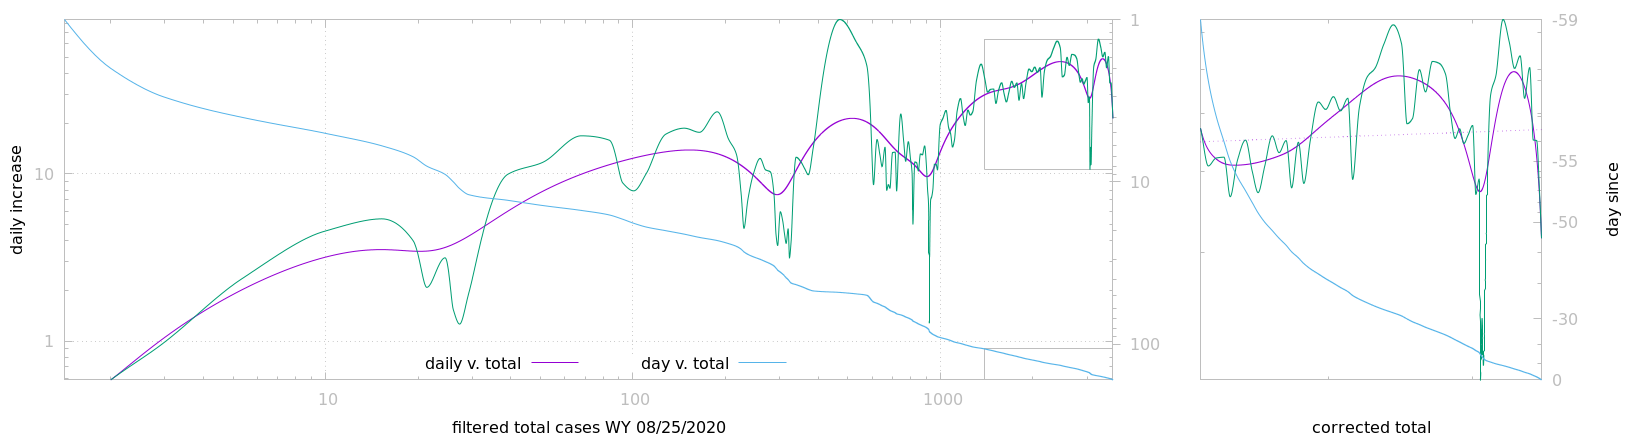 1
-59
daily increase
10
10
-55
-50
day since
1
100
-30
0
daily v. total
day v. total
10
100
1000
filtered total cases WY 08/25/2020
corrected total